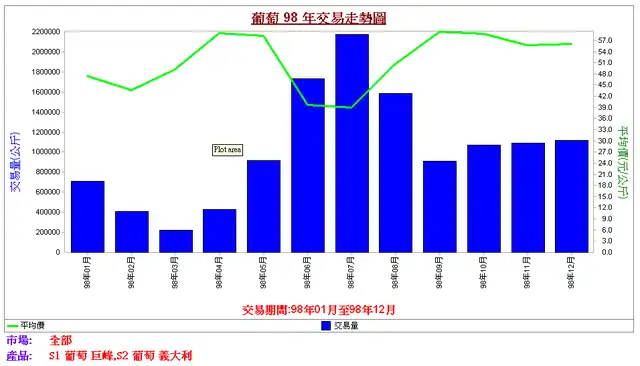 葡萄 98 年交易走勢圖
交易量(公斤)
2200000
2000000
1800000
1600000
1400000
1200000
1000000
800000
600000
400000
200000
0
Plot area
57.0
54.0
51.0
48.0
45.0
42.0
39.0
36.0
33.0
30.0
27.0
24.0
21.0
18.0
15.0
12.0
9.0
6.0
3.0
0.0
平均價(元/公斤)
98年01月
98年02月
98年03月
98年04月
98年05月
98年06月
98年07月
98年08月
98年09月
98年10月
98年11月
98年12月
交易期間:98年01月至98年12月
平均價 交易量
市場: 全部
產品: S1 葡萄 巨峰,S2 葡萄 義大利